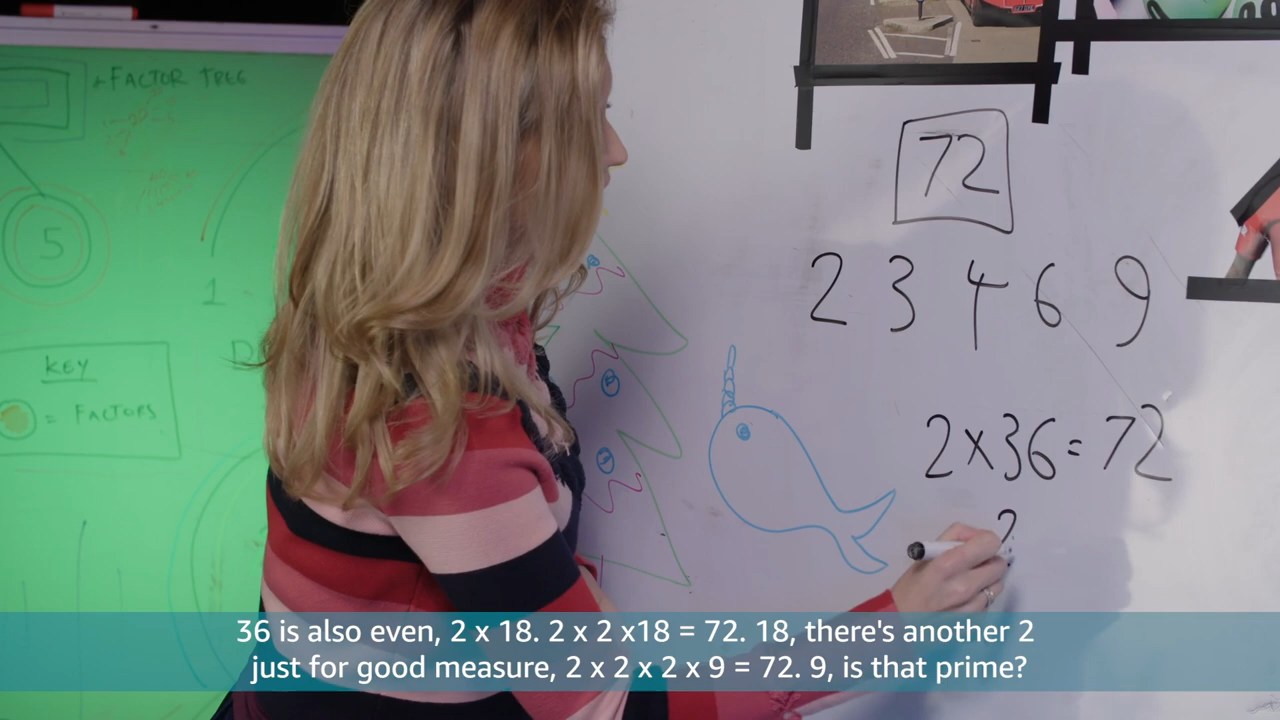 + FACTOR TREE
72
5
2 3 4 6 9
1
KEY
= FACTORS
2x36=72
2
36 is also even, 2 x 18. 2 x 2 x18 = 72. 18, there's another 2
just for good measure, 2 x 2 x 2 x 9 = 72. 9, is that prime?